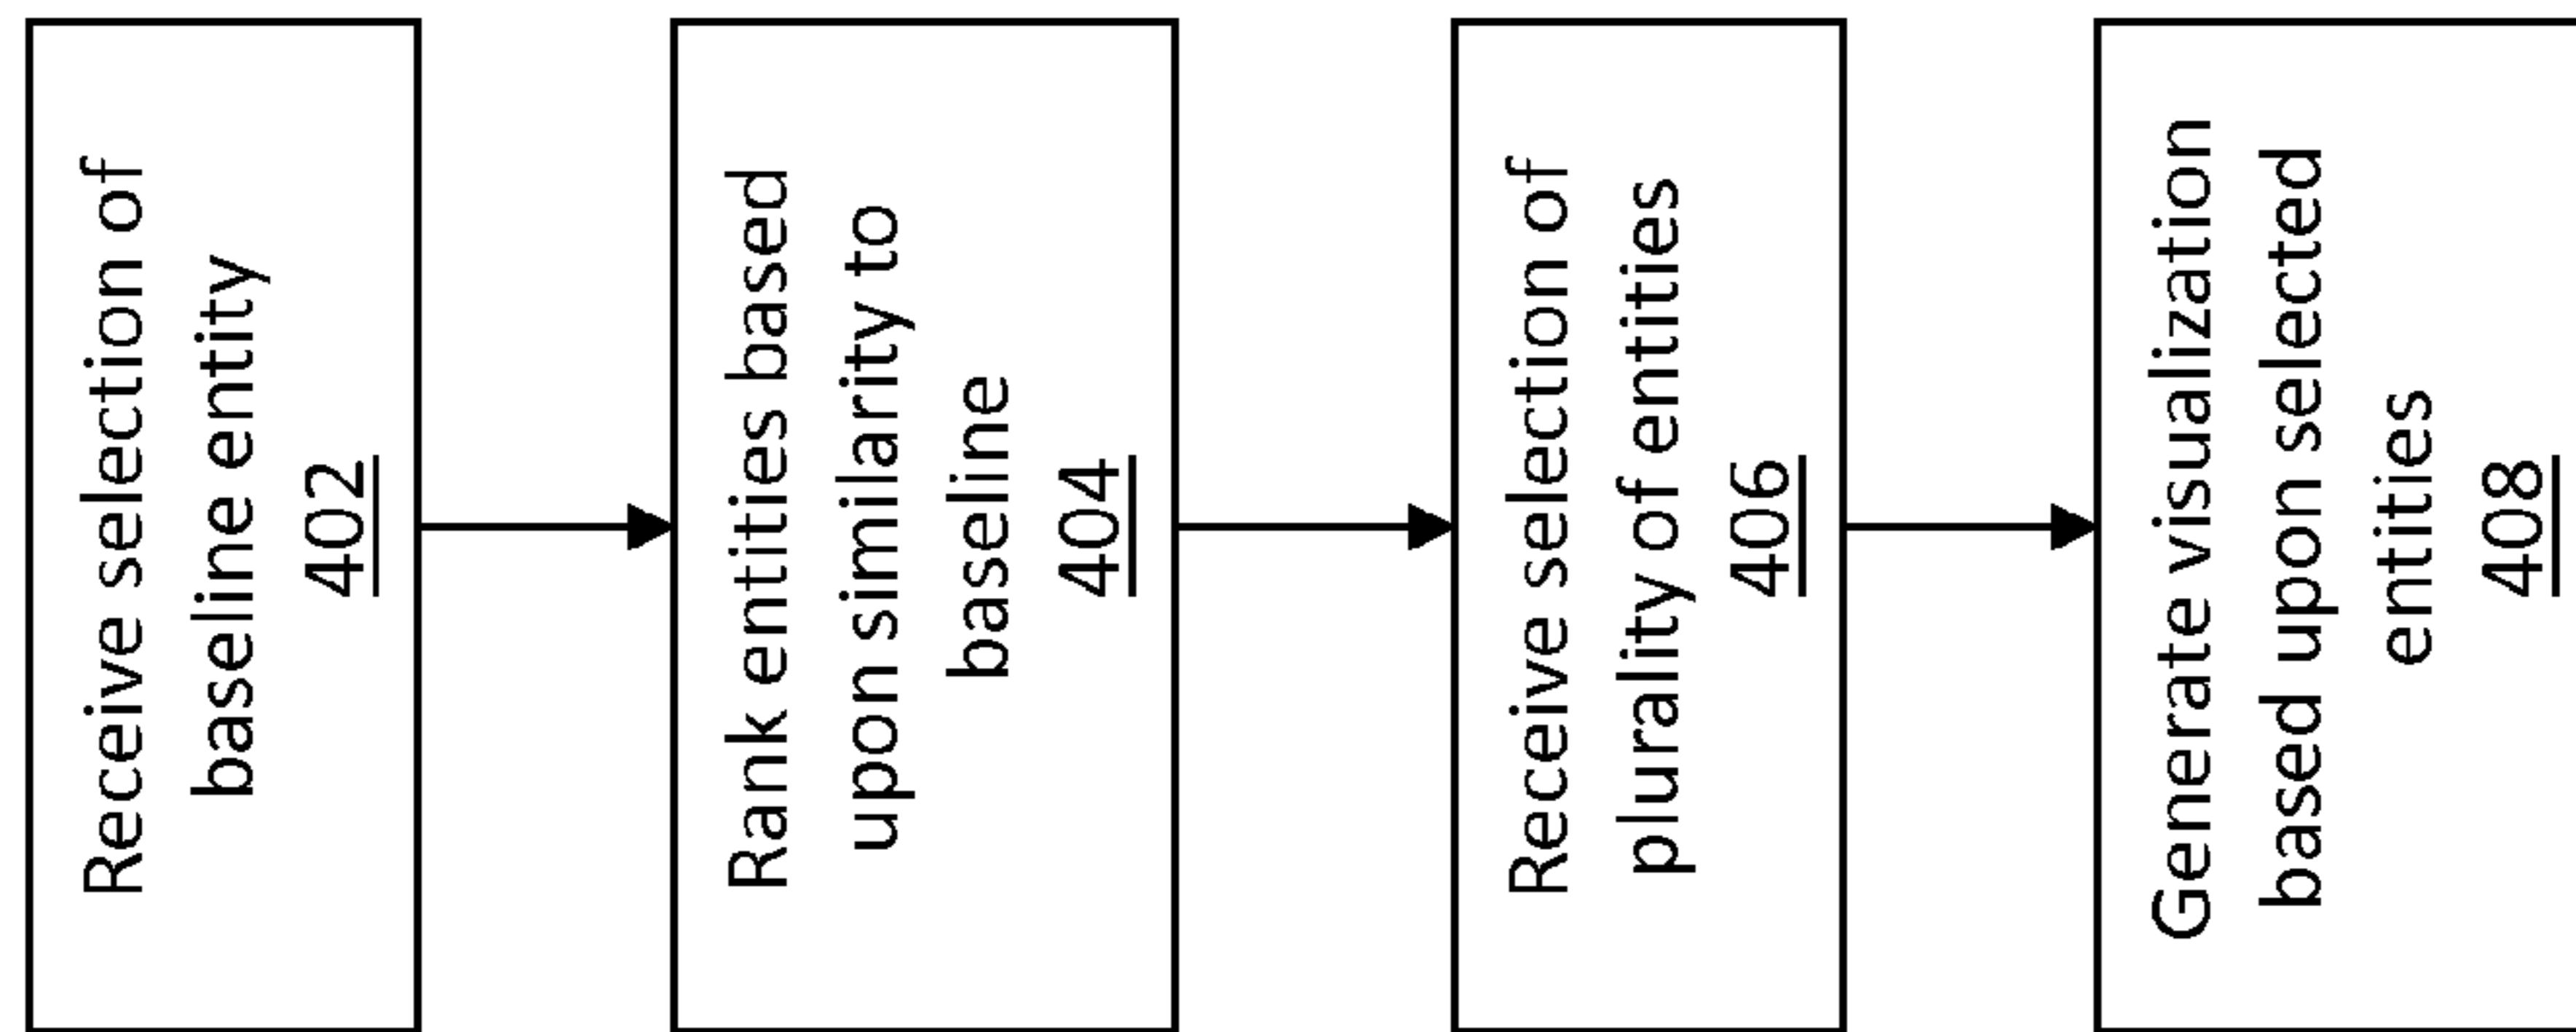 Receive selection of
baseline entity
402
Rank entities based
upon similarity to
baseline
404
Receive selection of
plurality of entities
406
Generate visualization
based upon selected
entities
408